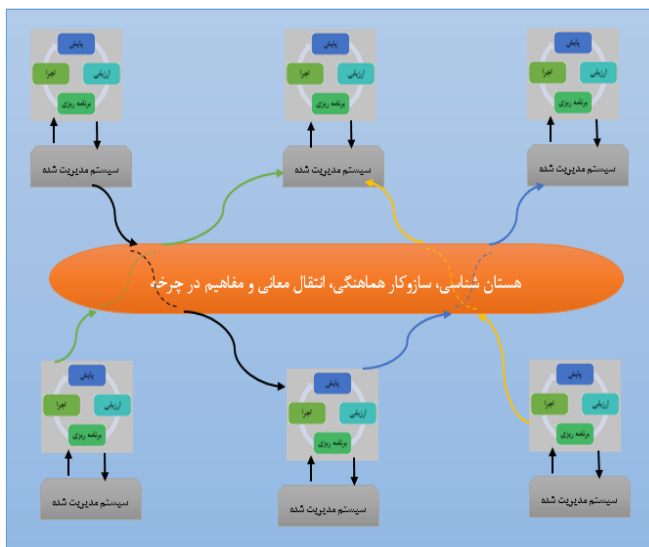 پایش
ارزیابی
اجرا
برنامه ریزی
سیستم مدیریت شده
پایش
ارزیابی
اجرا
برنامه ریزی
سیستم مدیریت شده
پایش
ارزیابی
اجرا
برنامه ریزی
سیستم مدیریت شده
هستان شناسی، سازوکار هماهنگی، انتقال معانی و مفاهیم در چرخه
پایش
ارزیابی
اجرا
برنامه ریزی
سیستم مدیریت شده
پایش
ارزیابی
اجرا
برنامه ریزی
سیستم مدیریت شده
پایش
ارزیابی
اجرا
برنامه ریزی
سیستم مدیریت شده